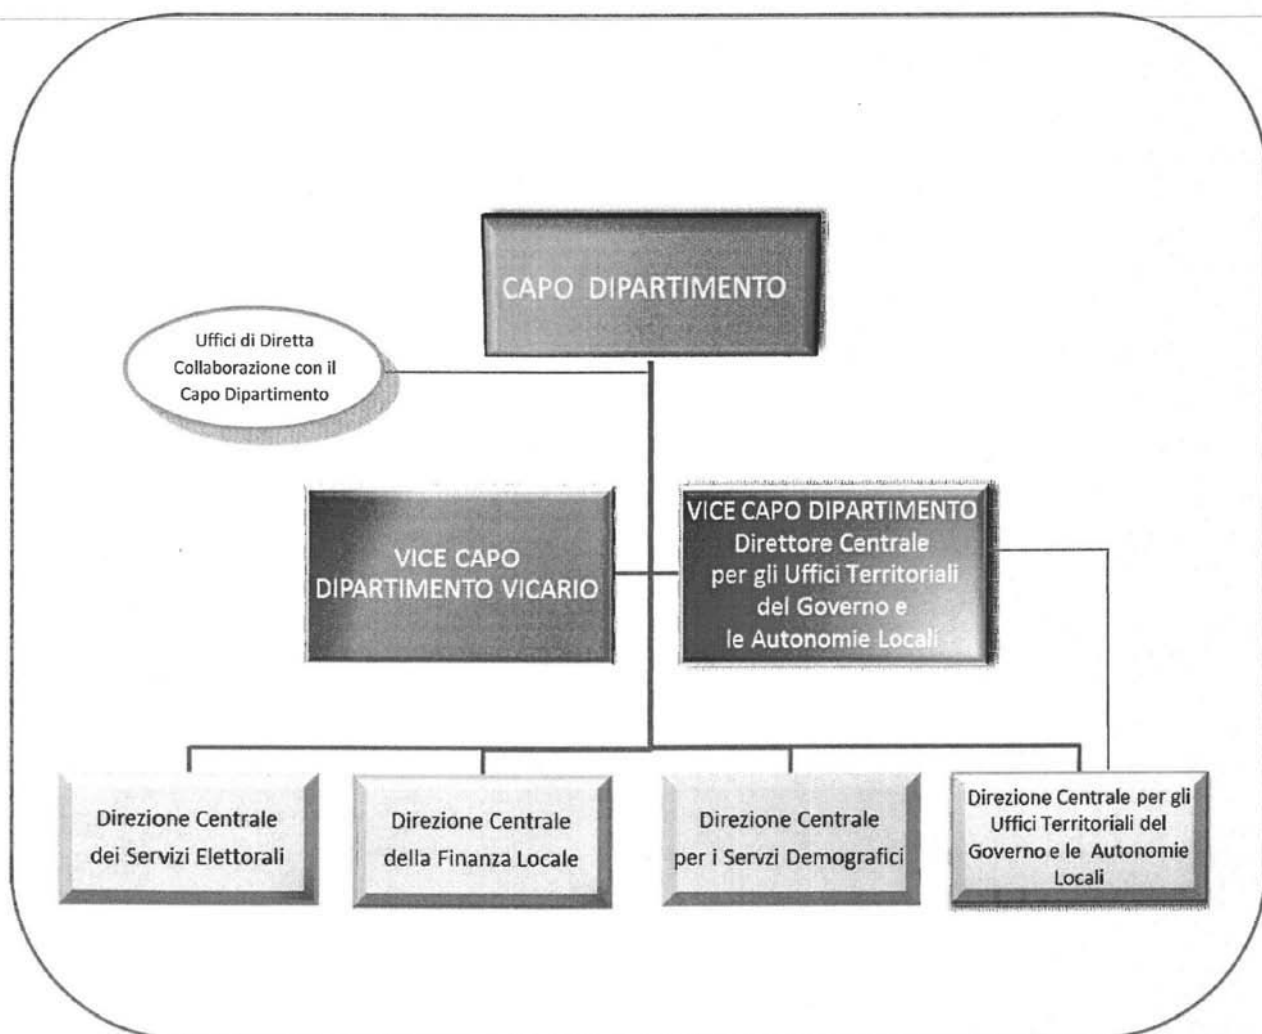 CAPO DIPARTIMENTO
Uffici di Diretta
Collaborazione con il
Capo Dipartimento
VICE CAPO
DIPARTIMENTO VICARIO
VICE CAPO DIPARTIMENTO
Direttore Centrale
per gli Uffici Territoriali
del Governo e
le Autonomie Locali
Direzione Centrale
dei Servizi Elettorali
Direzione Centrale
della Finanza Locale
Direzione Centrale
per i Servzi Demografici
Direzione Centrale per gli
Uffici Territoriali del
Governo e le Autonomie
Locali